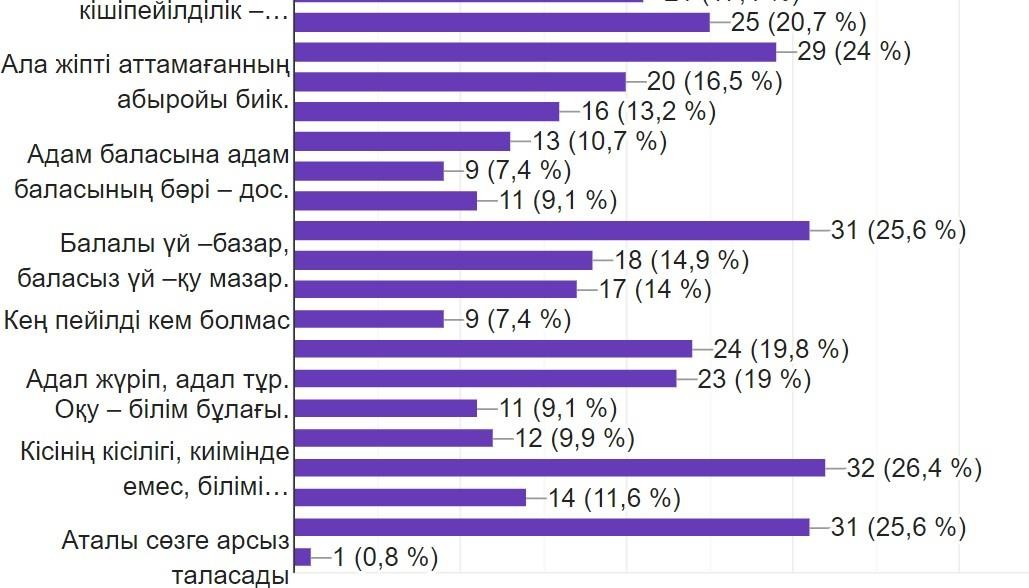 кішіпейілділік –…
25 (20,7 %)
29 (24 %)
Ала жіпті аттамағанның
20 (16,5 %)
абыройы биік.
16 (13,2 %)
13 (10,7 %)
Адам баласына адам
9 (7,4 %)
баласының бәрі – дос.
11 (9,1 %)
31 (25,6 %)
Балалы үй –базар,
18 (14,9 %)
баласыз үй –қу мазар.
17 (14 %)
Кең пейілді кем болмас
9 (7,4 %)
24 (19,8 %)
Адал жүріп, адал тұр.
23 (19 %)
Оқу – білім бұлағы.
11 (9,1 %)
12 (9,9 %)
Кісінің кісілігі, киімінде
32 (26,4 %)
емес, білімі…
14 (11,6 %)
31 (25,6 %)
Аталы сөзге арсыз
1 (0,8 %)
таласады